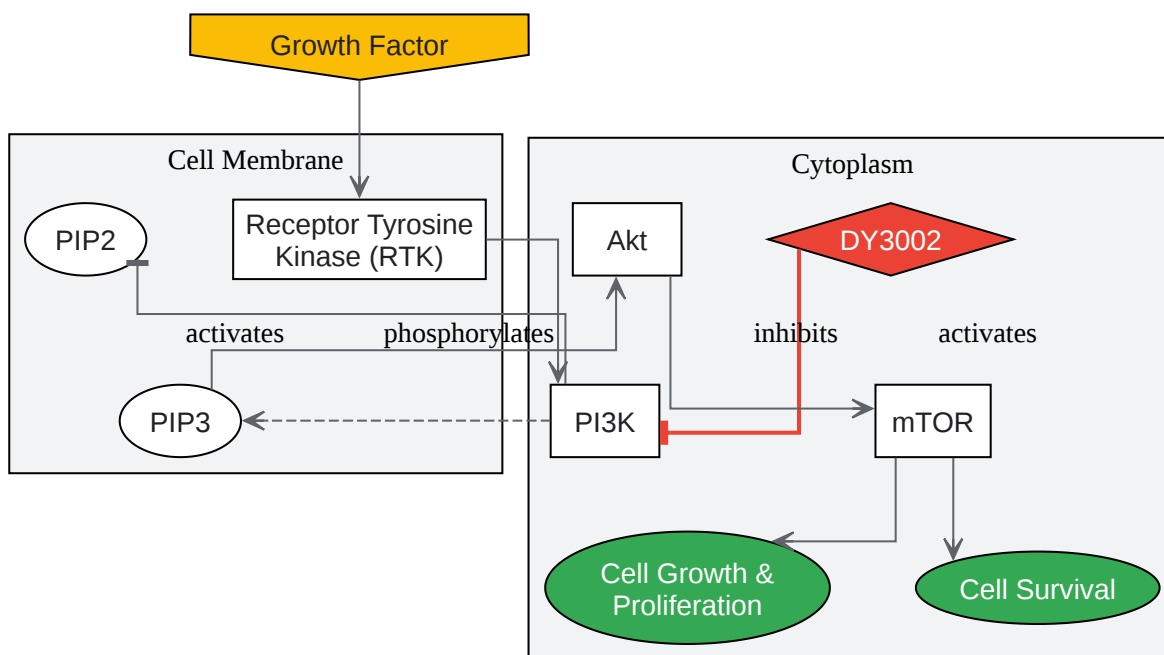 Growth Factor
Cell Membrane
Cytoplasm
PIP2
Receptor Tyrosine
Kinase (RTK)
Akt
DY3002
activates
phosphorylates
inhibits
activates
PIP3
PI3K
mTOR
Cell Growth &
Proliferation
Cell Survival